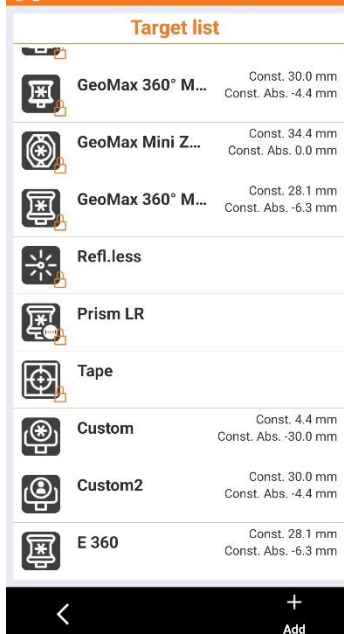 Target list
GeoMax 360° M...
Const. 30.0 mm
Const. Abs. -4.4 mm
GeoMax Mini Z...
Const. 34.4 mm
Const. Abs. 0.0 mm
GeoMax 360° M...
Const. 28.1 mm
Const. Abs. -6.3 mm
Refl.less
Prism LR
Tape
Custom
Const. 4.4 mm
Const. Abs. -30.0 mm
Custom2
Const. 30.0 mm
Const. Abs. -4.4 mm
E 360
Const. 28.1 mm
Const. Abs. -6.3 mm
Add